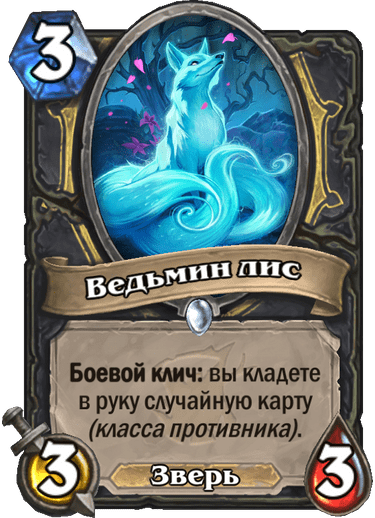 3
Ведьмин лис
Боевой клич: вы кладете
в руку случайную карту
(класса противника).
3
Зверь
3